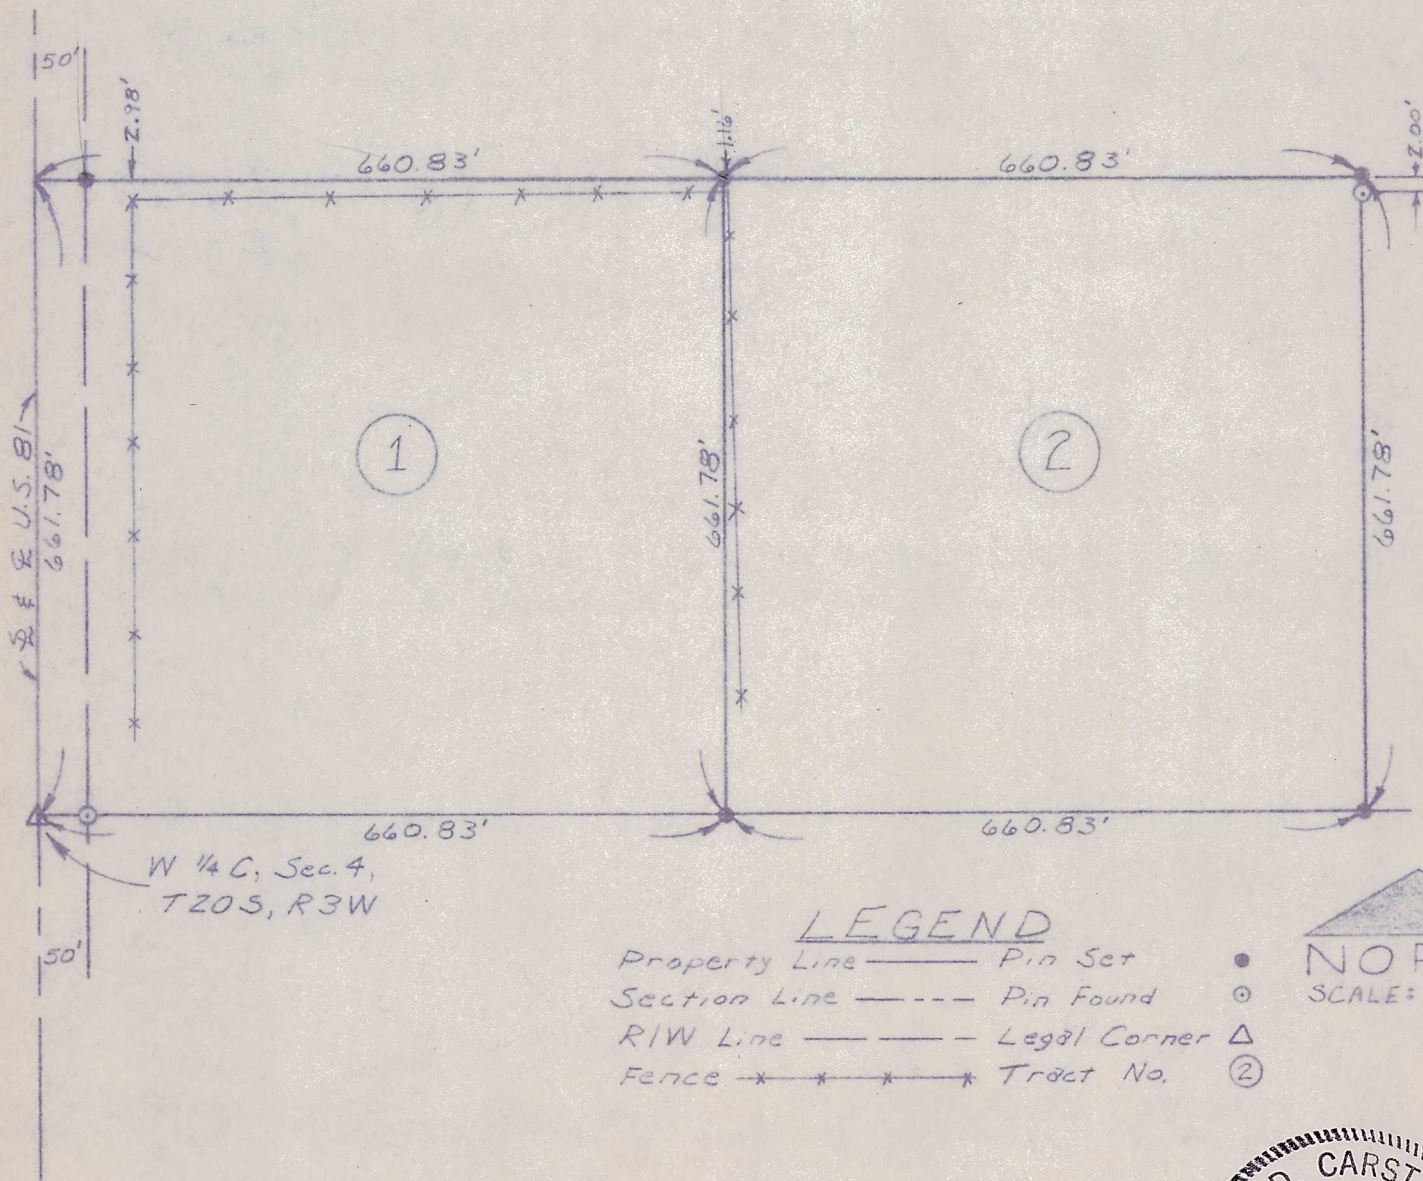 50'
2.98'
660.83'
1.16'
660.83'
2.00'
1
2
U.S. 81
661.78'
661.78'
661.78'
660.83'
660.83'
W 1/4 C, Sec. 4,
T20S, R3W
50'
LEGEND
Property Line Pin Set
Section Line Pin Found
R/W Line Legal Corner
Fence Tract No. 2
NOR
SCALE:
D. CARST